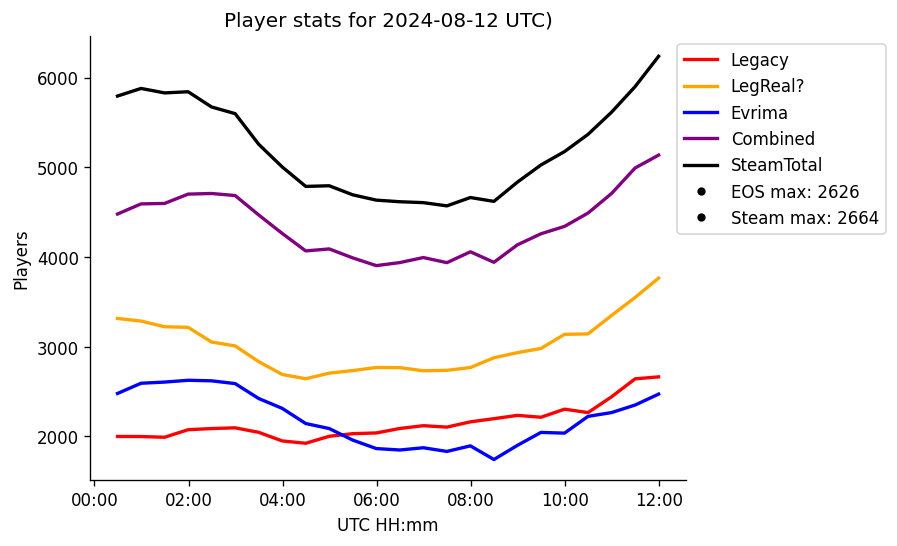 Player stats for 2024-08-12 UTC)
Players
6000
5000
4000
3000
2000
00:00 02:00 04:00 06:00 08:00 10:00 12:00
UTC HH:mm
Legacy
LegReal?
Evrima
Combined
SteamTotal
EOS max: 2626
Steam max: 2664